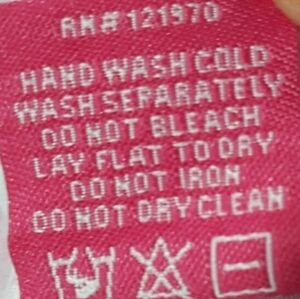 RN#121970
HAND WASH COLD
WASH SEPARATELY
DO NOT BLEACH
LAY FLAT TO DRY
DO NOT IRON
DO NOT DRY CLEAN